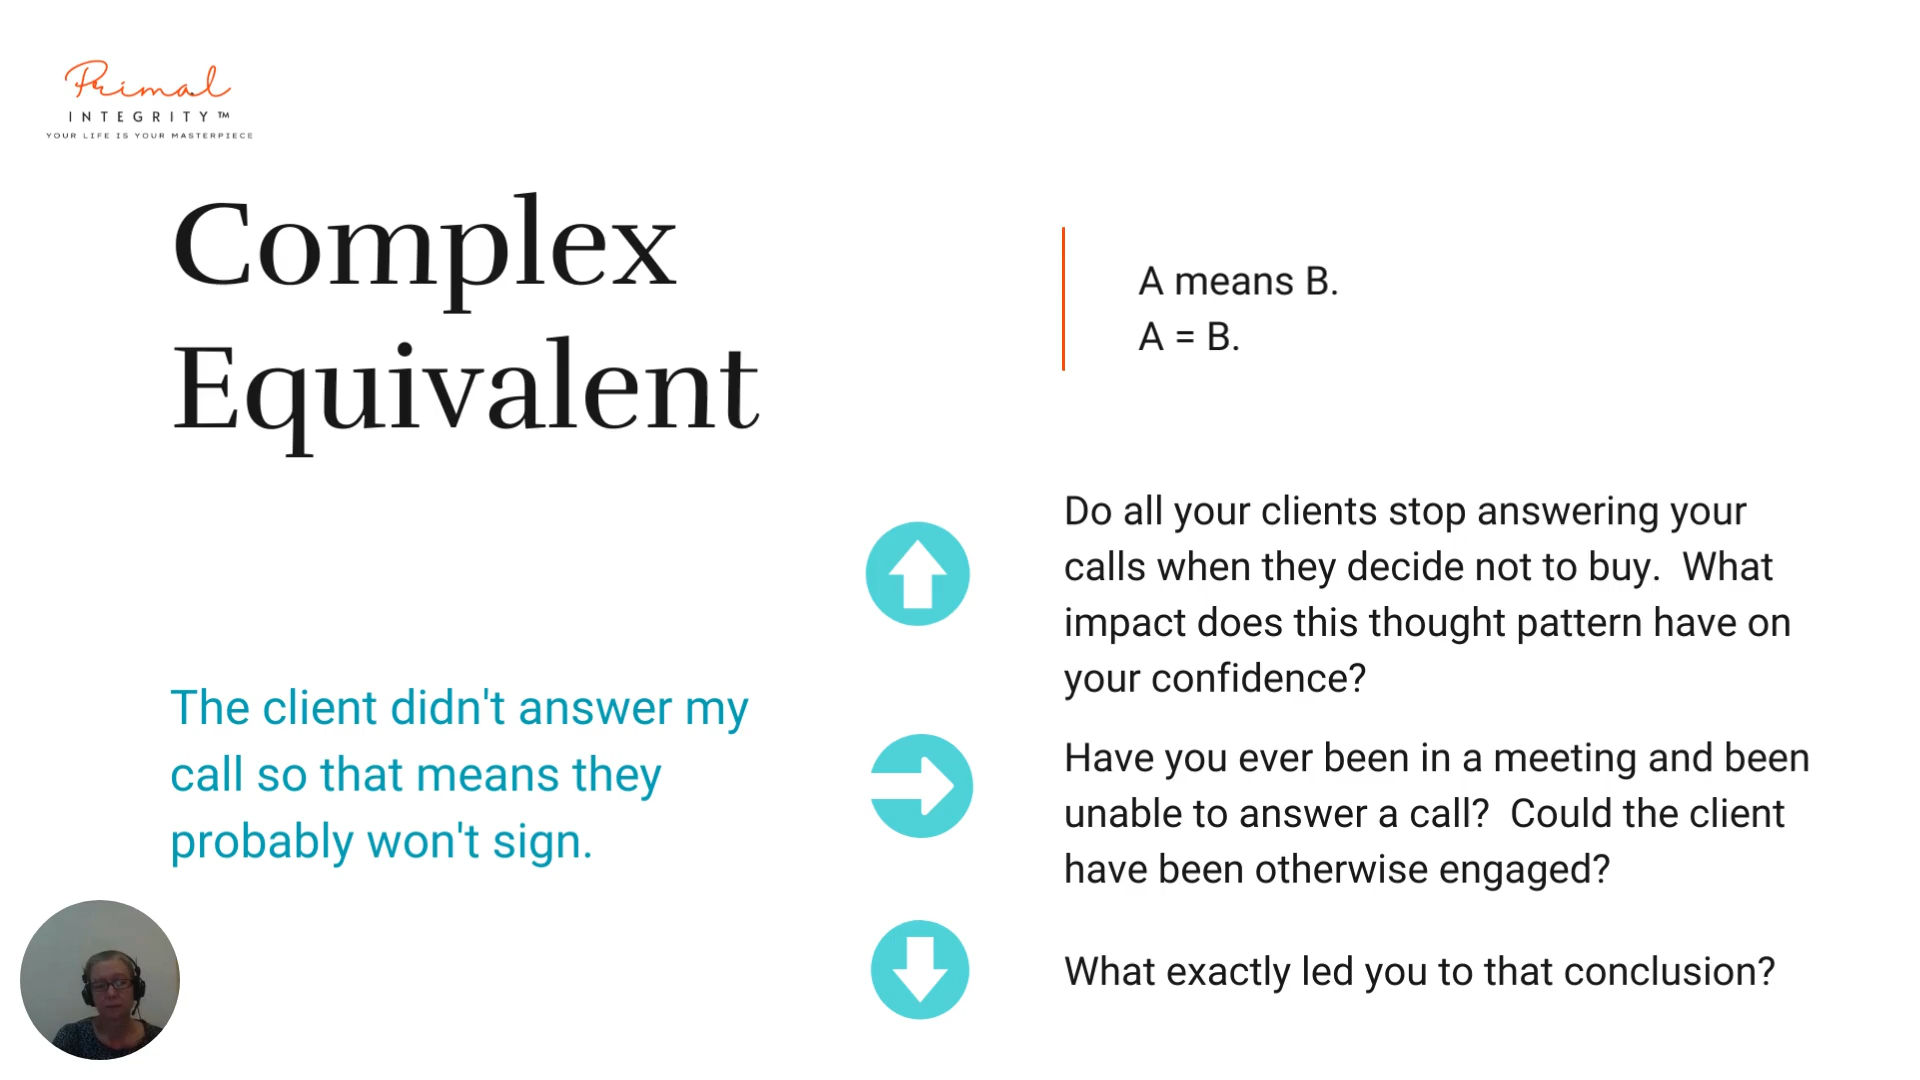 Primal
INTEGRITY™
YOUR LIFE IS YOUR MASTERPIECE
Complex
Equivalent
A means B.
A = B.
The client didn't answer my
call so that means they
probably won't sign.
Do all your clients stop answering your
calls when they decide not to buy.  What
impact does this thought pattern have on
your confidence?
Have you ever been in a meeting and been
unable to answer a call?  Could the client
have been otherwise engaged?
What exactly led you to that conclusion?